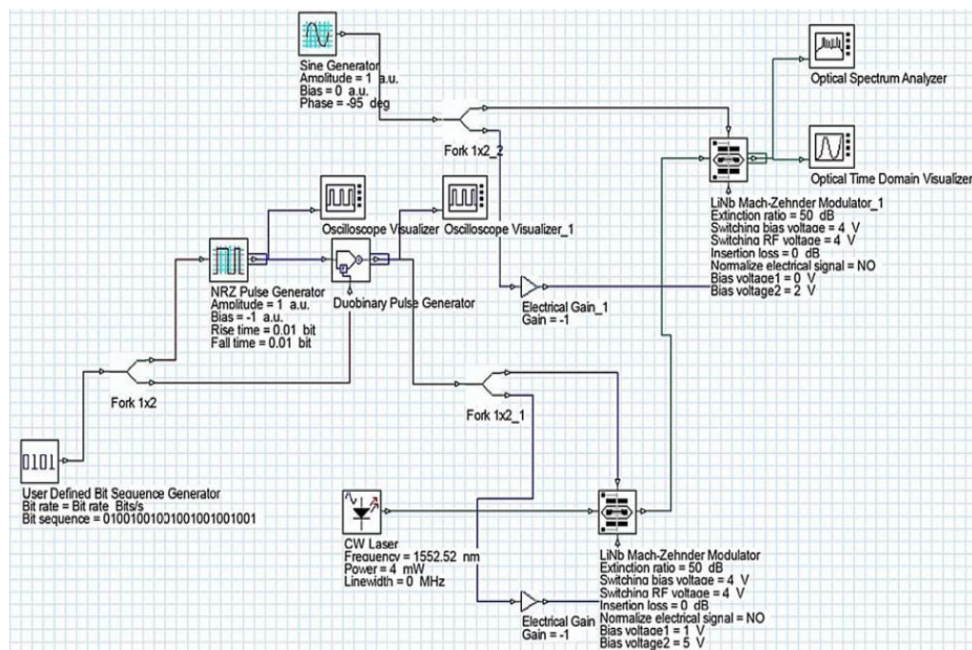 Sine Generator
Amplitude = 1 a.u.
Bias = 0 a.u.
Phase = -95 deg
Fork 1x2_2
Optical Spectrum Analyzer
Optical Time Domain Visualizer
LiNb Mach-Zehnder Modulator_1
Extinction ratio = 50 dB
Switching bias voltage = 4 V
Switching RF voltage = 4 V
Insertion loss = 0 dB
Normalize electrical signal = NO
Bias voltage1 = 0 V
Bias voltage2 = 2 V
Oscilloscope Visualizer
Oscilloscope Visualizer_1
NRZ Pulse Generator
Amplitude = 1 a.u.
Bias = -1 a.u.
Rise time = 0.01 bit
Fall time = 0.01 bit
Duobinary Pulse Generator
Electrical Gain_1
Gain = -1
Fork 1x2
Fork 1x2_1
0101
User Defined Bit Sequence Generator
Bit rate = Bit rate Bits/s
Bit sequence = 01001001001001001001001
CW Laser
Frequency = 1552.52 nm
Power = 4 mW
Linewidth = 0 MHz
LiNb Mach-Zehnder Modulator
Extinction ratio = 50 dB
Switching bias voltage = 4 V
Switching RF voltage = 4 V
Insertion loss = 0 dB
Normalize electrical signal = NO
Bias voltage1 = 1 V
Bias voltage2 = 5 V
Electrical Gain
Gain = -1